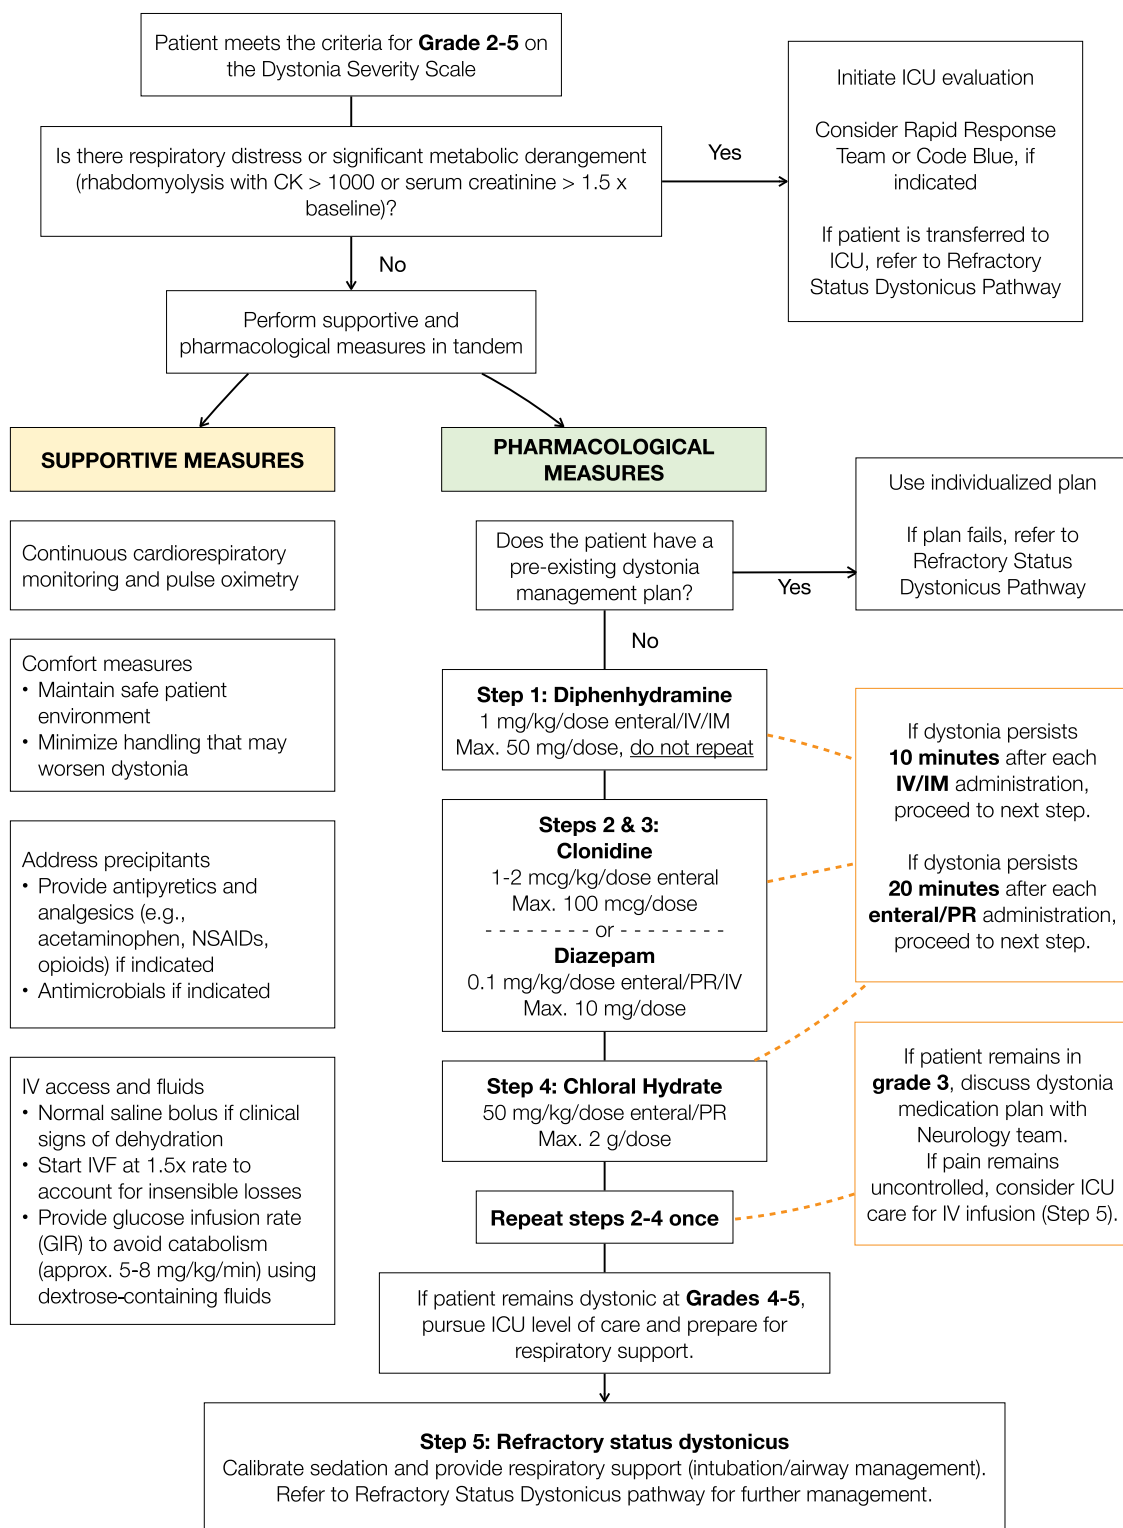 Patient meets the criteria for Grade 2-5 on
the Dystonia Severity Scale
Is there respiratory distress or significant metabolic derangement
(rhabdomyolysis with CK > 1000 or serum creatinine > 1.5 x
baseline)?
Yes
Initiate ICU evaluation
Consider Rapid Response
Team or Code Blue, if
indicated
If patient is transferred to
ICU, refer to Refractory
Status Dystonicus Pathway
No
Perform supportive and
pharmacological measures in tandem
SUPPORTIVE MEASURES
Continuous cardiorespiratory
monitoring and pulse oximetry
Comfort measures
• Maintain safe patient
environment
• Minimize handling that may
worsen dystonia
Address precipitants
• Provide antipyretics and
analgesics (e.g.,
acetaminophen, NSAIDs,
opioids) if indicated
• Antimicrobials if indicated
IV access and fluids
• Normal saline bolus if clinical
signs of dehydration
• Start IVF at 1.5x rate to
account for insensible losses
• Provide glucose infusion rate
(GIR) to avoid catabolism
(approx. 5-8 mg/kg/min) using
dextrose-containing fluids
PHARMACOLOGICAL
MEASURES
Does the patient have a
pre-existing dystonia
management plan?
Yes
Use individualized plan
If plan fails, refer to
Refractory Status
Dystonicus Pathway
No
Step 1: Diphenhydramine
1 mg/kg/dose enteral/IV/IM
Max. 50 mg/dose, do not repeat
Steps 2 & 3:
Clonidine
1-2 mcg/kg/dose enteral
Max. 100 mcg/dose
- - - - - - - - or - - - - - - - -
Diazepam
0.1 mg/kg/dose enteral/PR/IV
Max. 10 mg/dose
Step 4: Chloral Hydrate
50 mg/kg/dose enteral/PR
Max. 2 g/dose
Repeat steps 2-4 once
If dystonia persists
10 minutes after each
IV/IM administration,
proceed to next step.
If dystonia persists
20 minutes after each
enteral/PR administration,
proceed to next step.
If patient remains in
grade 3, discuss dystonia
medication plan with
Neurology team.
If pain remains
uncontrolled, consider ICU
care for IV infusion (Step 5).
If patient remains dystonic at Grades 4-5,
pursue ICU level of care and prepare for
respiratory support.
Step 5: Refractory status dystonicus
Calibrate sedation and provide respiratory support (intubation/airway management).
Refer to Refractory Status Dystonicus pathway for further management.